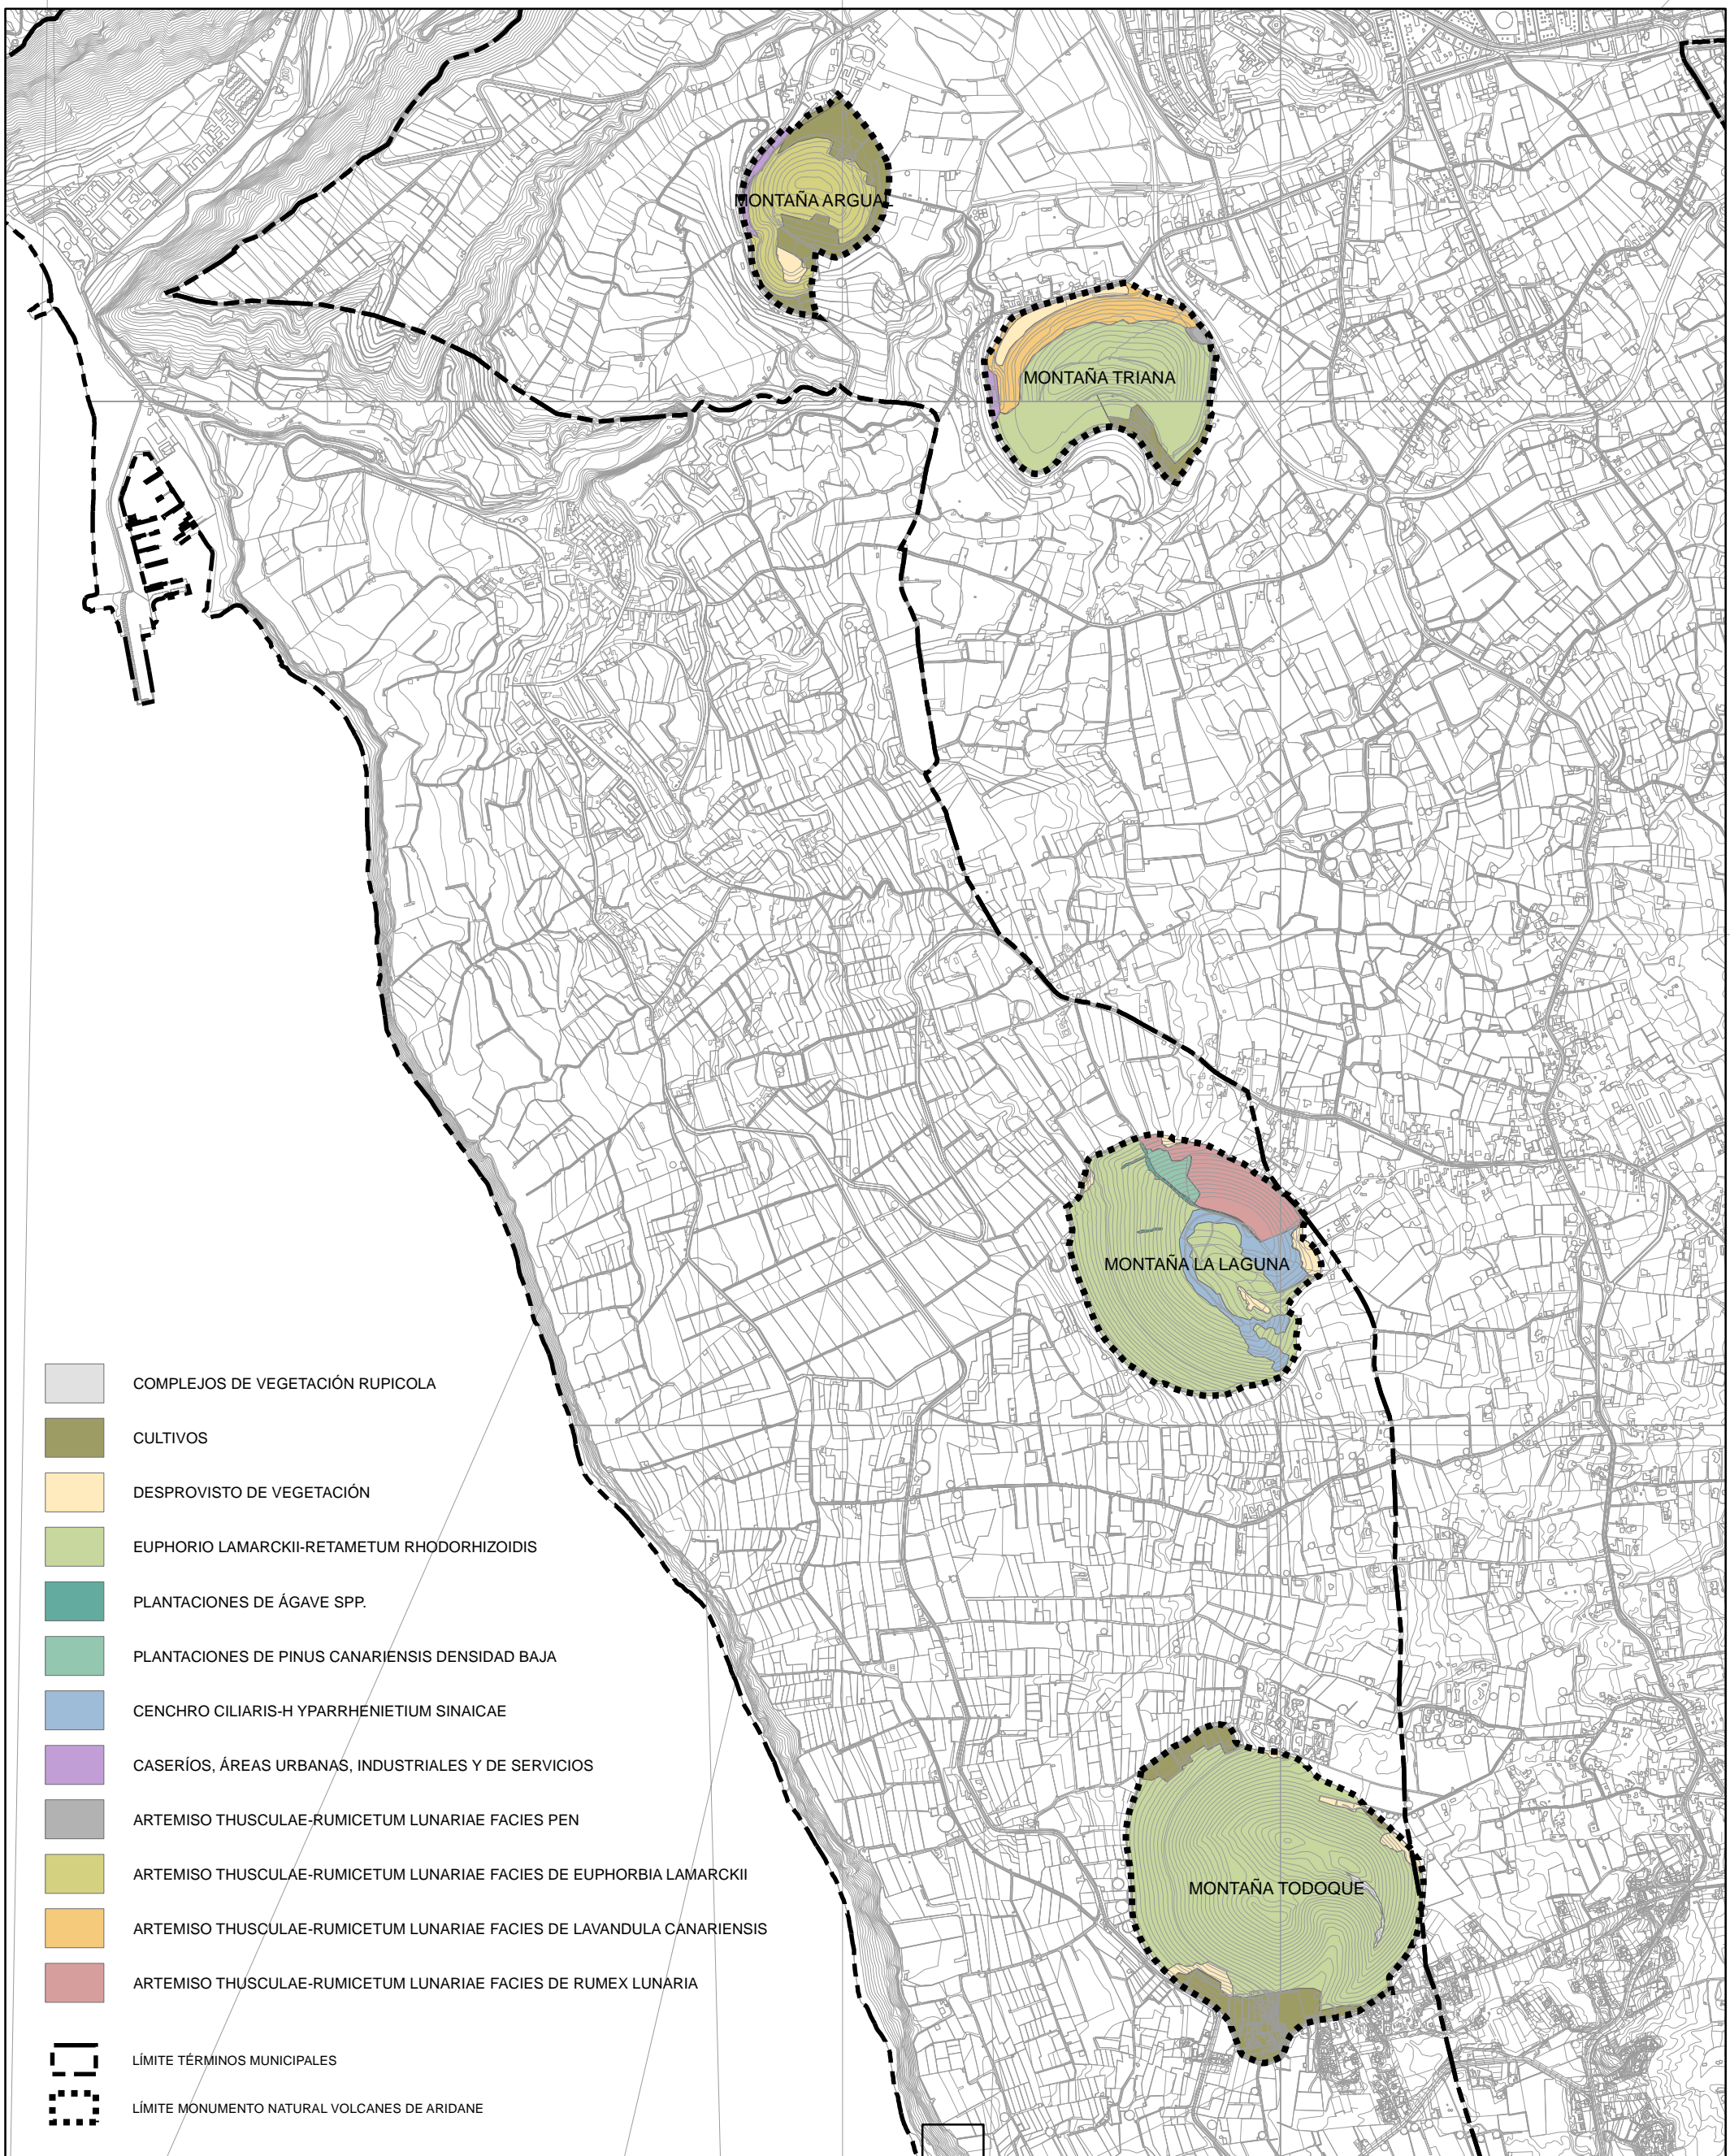 MONTAÑA ARGUAL
MONTAÑA TRIANA
MONTAÑA LA LAGUNA
COMPLEJOS DE VEGETACIÓN RUPICOLA
CULTIVOS
DESPROVISTO DE VEGETACIÓN
EUPHORIO LAMARCKII-RETAMETUM RHODORHIZOIDIS
PLANTACIONES DE ÁGAVE SPP.
PLANTACIONES DE PINUS CANARIENSIS DENSIDAD BAJA
CENCHRO CILIARIS-H YPARRHENIETIUM SINAICAE
CASERÍOS, ÁREAS URBANAS, INDUSTRIALES Y DE SERVICIOS
ARTEMISO THUSCULAE-RUMICETUM LUNARIAE FACIES PEN
ARTEMISO THUSCULAE-RUMICETUM LUNARIAE FACIES DE EUPHORBIA LAMARCKII
MONTAÑA TODOQUE
ARTEMISO THUSCULAE-RUMICETUM LUNARIAE FACIES DE LAVANDULA CANARIENSIS
ARTEMISO THUSCULAE-RUMICETUM LUNARIAE FACIES DE RUMEX LUNARIA
LÍMITE TÉRMINOS MUNICIPALES
LÍMITE MONUMENTO NATURAL VOLCANES DE ARIDANE